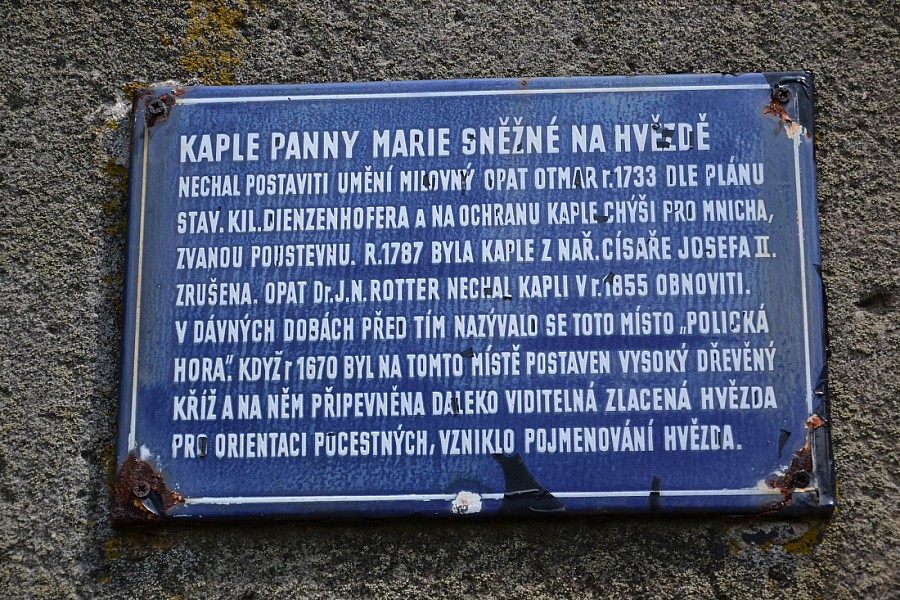 KAPLE PANNY MARIE SNĚŽNÉ NA HVĚZDĚ
NECHAL POSTAVITI UMĚNÍ MILOVNÝ OPAT OTMAR r.1733 DLE PLÁNU
STAV. KIL.DIENZENHOFERA A NA OCHRANU KAPLE CHÝŠI PRO MNICHA,
ZVANOU POUSTEVNU. R.1787 BYLA KAPLE Z NAŘ. CÍSAŘE JOSEFA II.
ZRUŠENA. OPAT Dr.J.N.ROTTER NECHAL KAPLI V r.1855 OBNOVITI.
V DÁVNÝCH DOBÁCH PŘED TÍM NAZÝVALO SE TOTO MÍSTO „POLICKÁ
HORA". KDYŽ r 1670 BYL NA TOMTO MÍSTĚ POSTAVEN VYSOKÝ DŘEVĚNÝ
KŘÍŽ A NA NĚM PŘIPEVNĚNA DALEKO VIDITELNÁ ZLACENÁ HVĚZDA
PRO ORIENTACI POCESTNÝCH, VZNIKLO POJMENOVÁNÍ HVĚZDA.